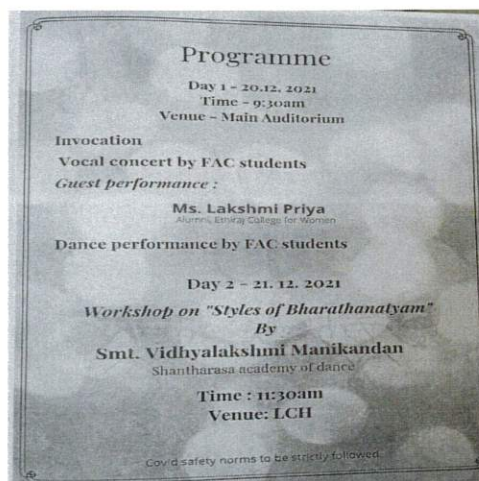 Programme
Day 1 - 20.12. 2021
Time - 9:30am
Venue - Main Auditorium
Invocation
Vocal concert by FAC students
Guest performance :
Ms. Lakshmi Priya
Alumni, Ethiraj College for Women
Dance performance by FAC students
Day 2 - 21. 12. 2021
Workshop on "Styles of Bharathanatyam"
By
Smt. Vidhyalakshmi Manikandan
Shantharasa academy of dance
Time : 11:30am
Venue: LCH
Covid safety norms to be strictly followed